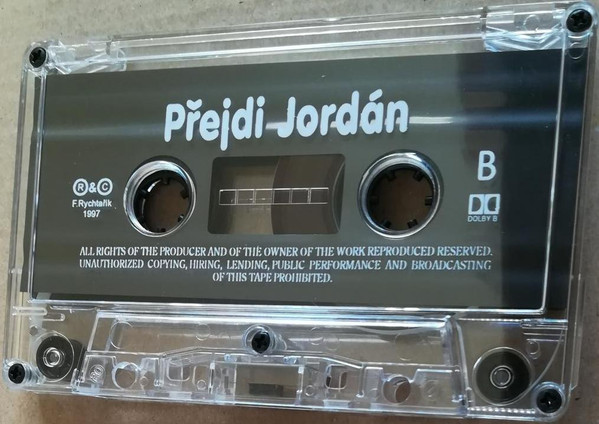 Přejdi Jordán
B
Ⓡ&Ⓒ
F.Rychtařík
1997
DOLBY B
ALL RIGHTS OF THE PRODUCER AND OF THE OWNER OF THE WORK REPRODUCED RESERVED.
UNAUTHORIZED COPYING, HIRING, LENDING, PUBLIC PERFORMANCE AND BROADCASTING
OF THIS TAPE PROHIBITED.